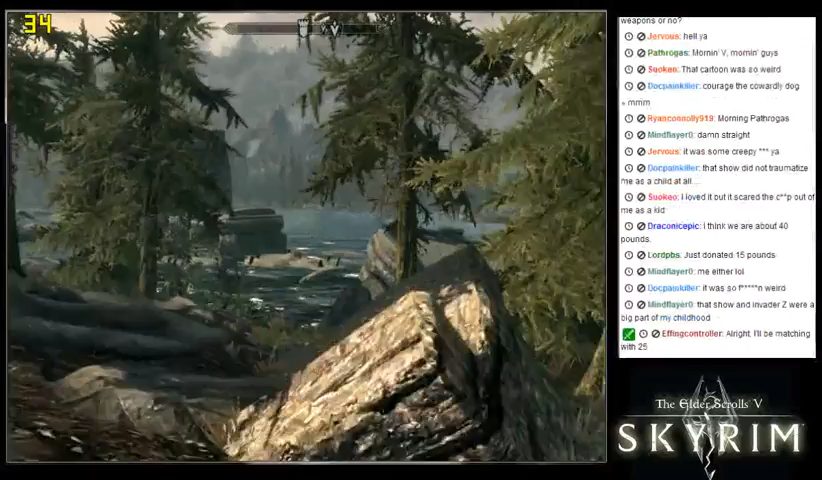 34
weapons or no?
Jervous: hell ya
Pathrogas: Mornin' V, mornin' guys
Suokeo: That cartoon was so weird
Docpainkiller: courage the cowardly dog
mmm
Ryanconnolly919: Morning Pathrogas
Mindflayer0: damn straight
Jervous: it was some creepy *** ya
Docpainkiller: that show did not traumatize
me as a child at all...
Suokeo: I loved it but it scared the c**p out of
me as a kid
Draconicepic: i think we are about 40
pounds.
Lordpbs: Just donated 15 pounds
Mindflayer0: me either lol
Docpainkiller: it was so f*****n weird
Mindflayer0: that show and invader Z were a
big part of my childhood
Effingcontroller: Alright, I'll be matching
with 25
The Elder Scrolls V
SKYRIM